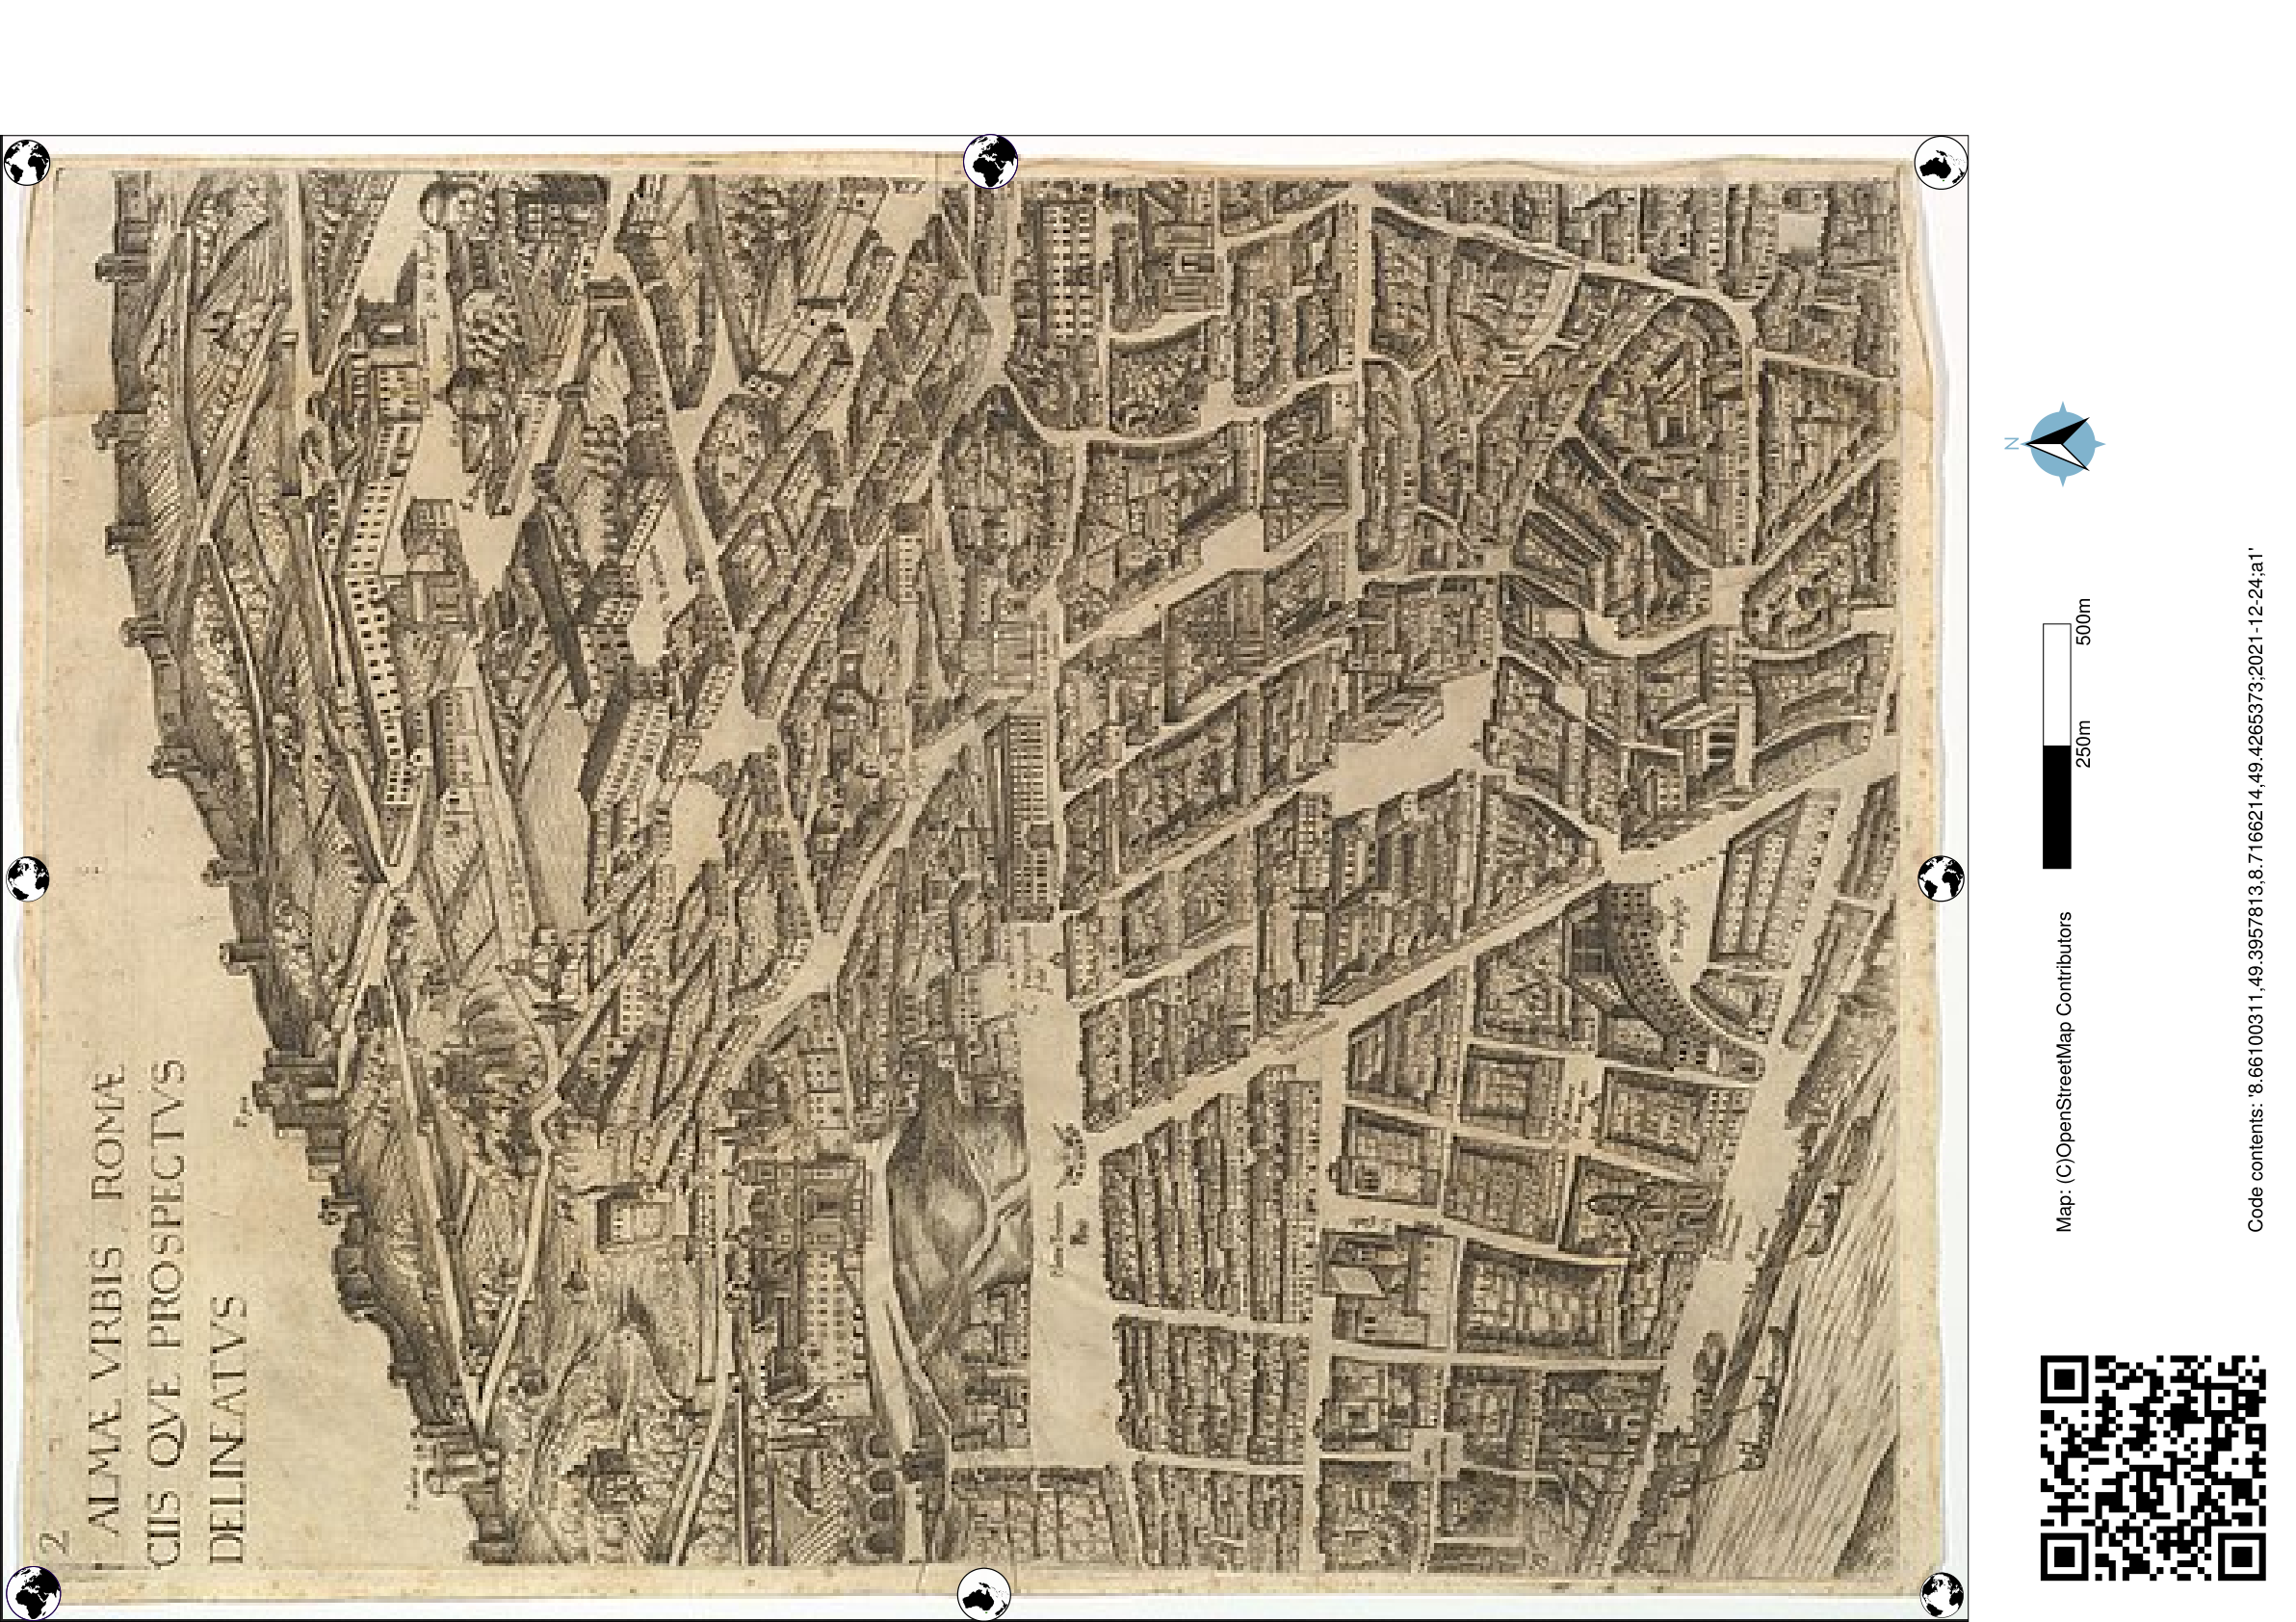 2
ALMÆ VRBIS ROMÆ
CIIS QVE PROSPECTVS
DELINEATVS
N
250m
500m
Map: (C)OpenStreetMap Contributors
Code contents: '8.66100311,49.3957813,8.7166214,49.4265373;2021-12-24;a1'